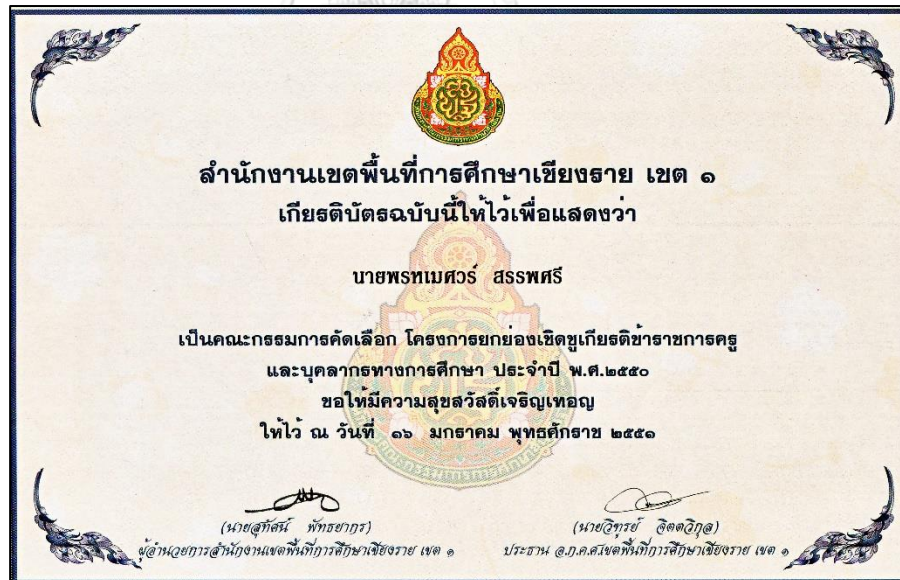 สำนักงานเขตพื้นที่การศึกษาเชียงราย เขต ๑
เกียรติบัตรฉบับนี้ให้ไว้เพื่อแสดงว่า
นายพรหเมศวร์ สรรพศรี
เป็นคณะกรรมการคัดเลือก โครงการยกย่องเชิดชูเกียรติข้าราชการครู
และบุคลากรทางการศึกษา ประจำปี พ.ศ.๒๕๕๐
ขอให้มีความสุขสวัสดิ์เจริญเทอญ
ให้ไว้ ณ วันที่ ๑๖ มกราคม พุทธศักราช ๒๕๕๑
(นายสุทัศน์ พัทธยากร) (นายวิทุรย์ จิตตวิกุล)
ผู้อำนวยการสำนักงานเขตพื้นที่การศึกษาเชียงราย เขต ๑ ประธาน อ.ก.ค.ศ.เขตพื้นที่การศึกษาเชียงราย เขต ๑